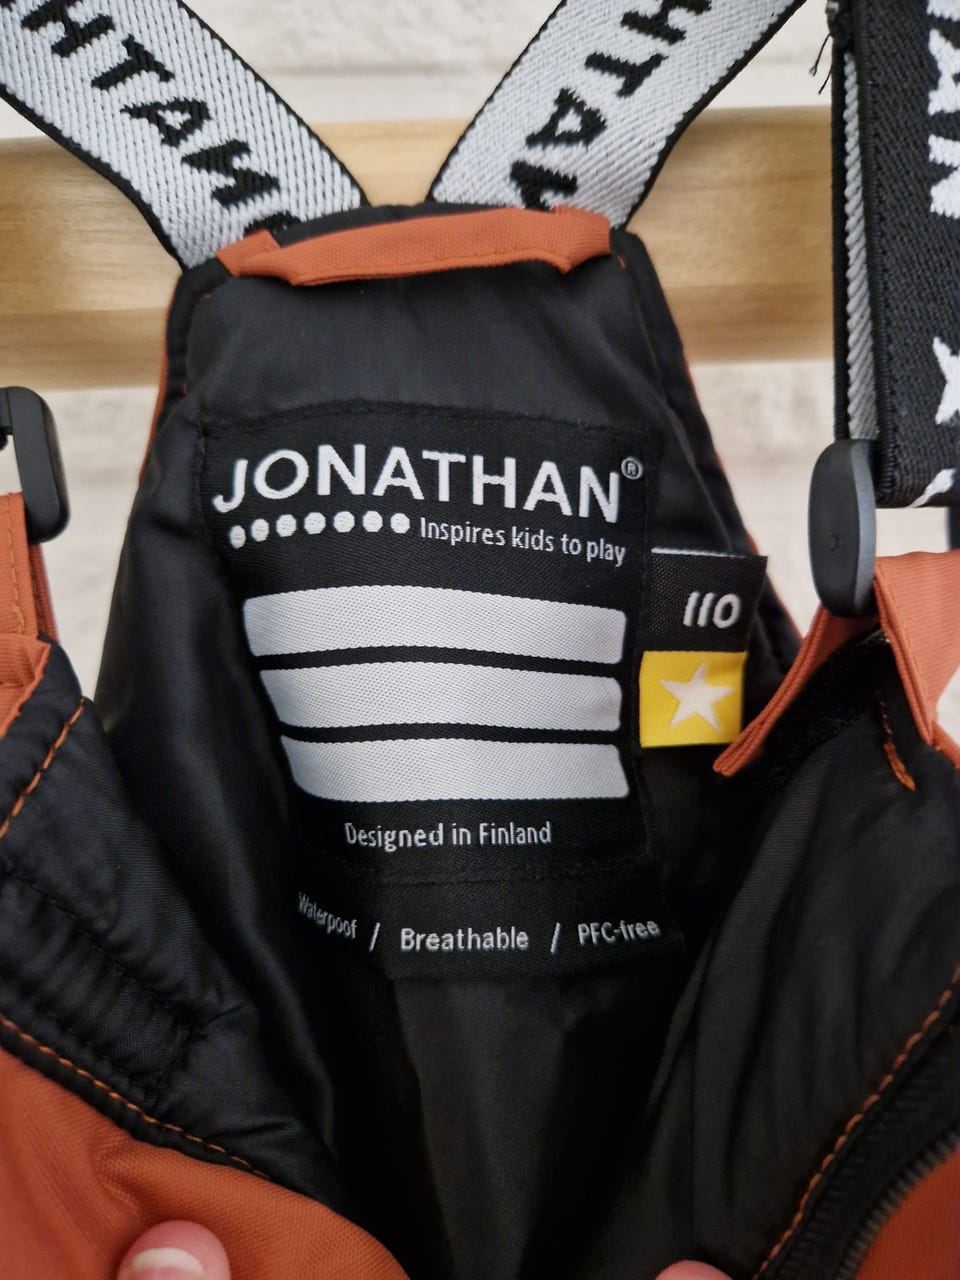 JONATHAN®
Inspires kids to play
110
Designed in Finland
Waterpoof / Breathable / PFC-free